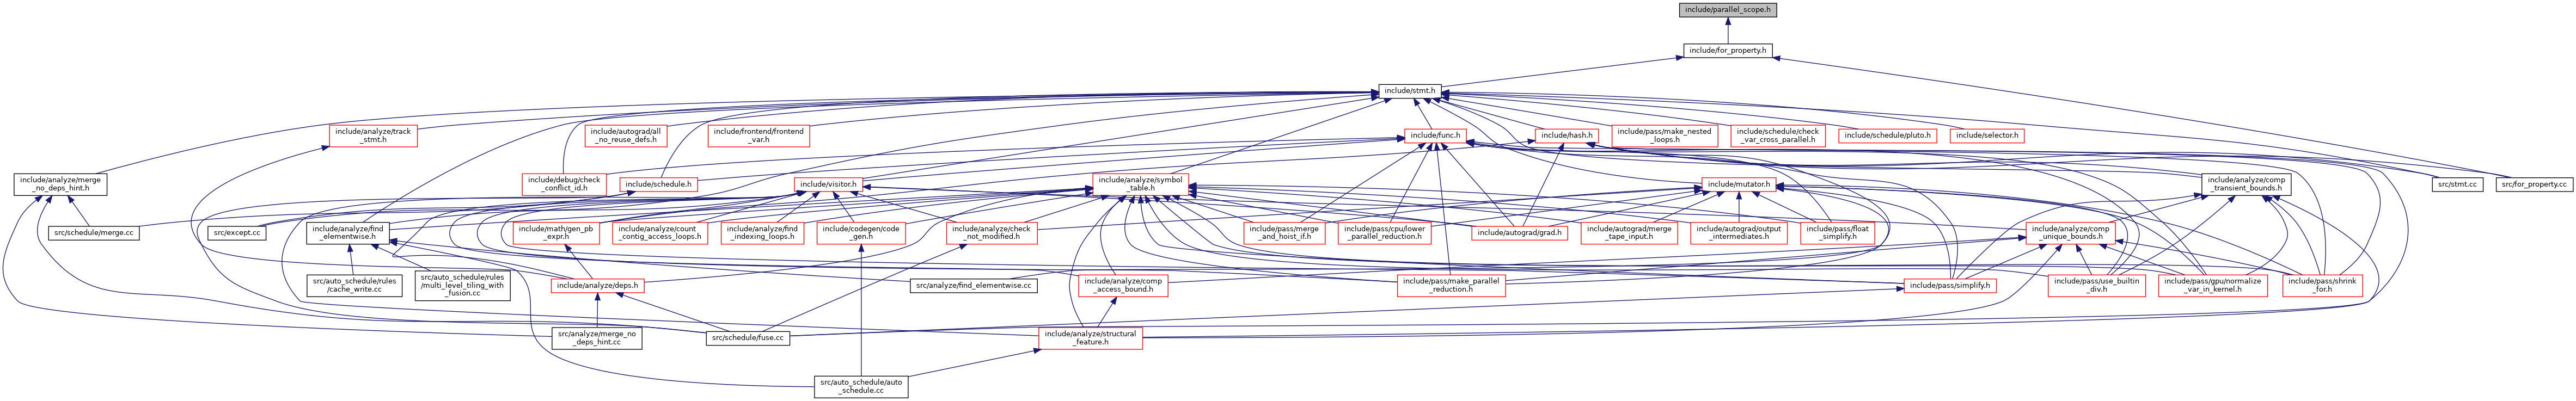 include/parallel_scope.h
include/for_property.h
include/stmt.h
include/analyze/track
_stmt.h
include/autograd/all
_no_reuse_defs.h
include/frontend/frontend
_var.h
include/func.h
include/hash.h
include/pass/make_nested
_loops.h
include/schedule/check
_var_cross_parallel.h
include/schedule/pluto.h
include/selector.h
include/analyze/merge
_no_deps_hint.h
include/debug/check
_conflict_id.h
include/schedule.h
include/visitor.h
include/analyze/symbol
_table.h
include/mutator.h
include/analyze/comp
_transient_bounds.h
src/stmt.cc
src/for_property.cc
src/schedule/merge.cc
src/except.cc
include/analyze/find
_elementwise.h
include/math/gen_pb
_expr.h
include/analyze/count
_contig_access_loops.h
include/analyze/find
_indexing_loops.h
include/codegen/code
_gen.h
include/analyze/check
_not_modified.h
include/pass/merge
_and_hoist_if.h
include/pass/cpu/lower
_parallel_reduction.h
include/autograd/grad.h
include/autograd/merge
_tape_input.h
include/autograd/output
_intermediates.h
include/pass/float
_simplify.h
include/analyze/comp
_unique_bounds.h
src/auto_schedule/rules
/cache_write.cc
src/auto_schedule/rules
/multi_level_tiling_with
_fusion.cc
include/analyze/deps.h
src/analyze/find_elementwise.cc
include/analyze/comp
_access_bound.h
include/pass/make_parallel
_reduction.h
include/pass/simplify.h
include/pass/use_builtin
_div.h
include/pass/gpu/normalize
_var_in_kernel.h
include/pass/shrink
_for.h
src/analyze/merge_no
_deps_hint.cc
src/schedule/fuse.cc
include/analyze/structural
_feature.h
src/auto_schedule/auto
_schedule.cc